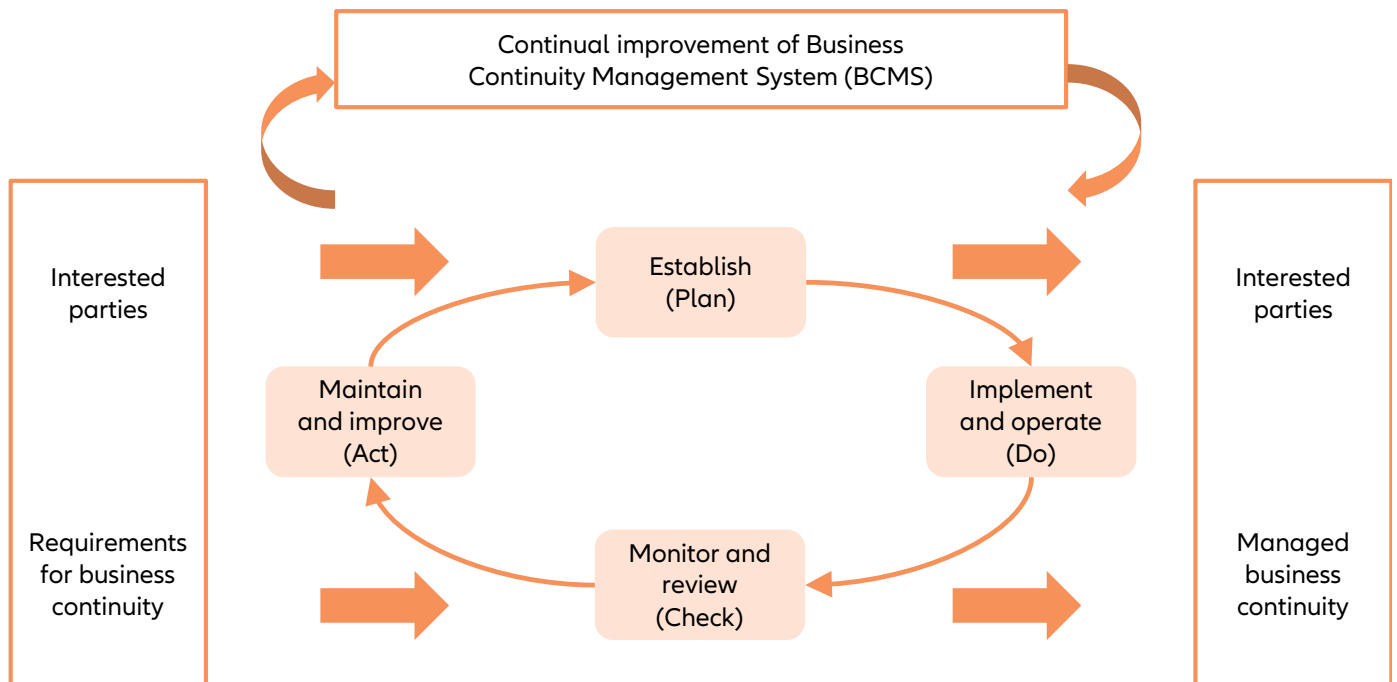 Continual improvement of Business
Continuity Management System (BCMS)
Interested
parties
Requirements
for business
continuity
Establish
(Plan)
Maintain
and improve
(Act)
Implement
and operate
(Do)
Monitor and
review
(Check)
Interested
parties
Managed
business
continuity